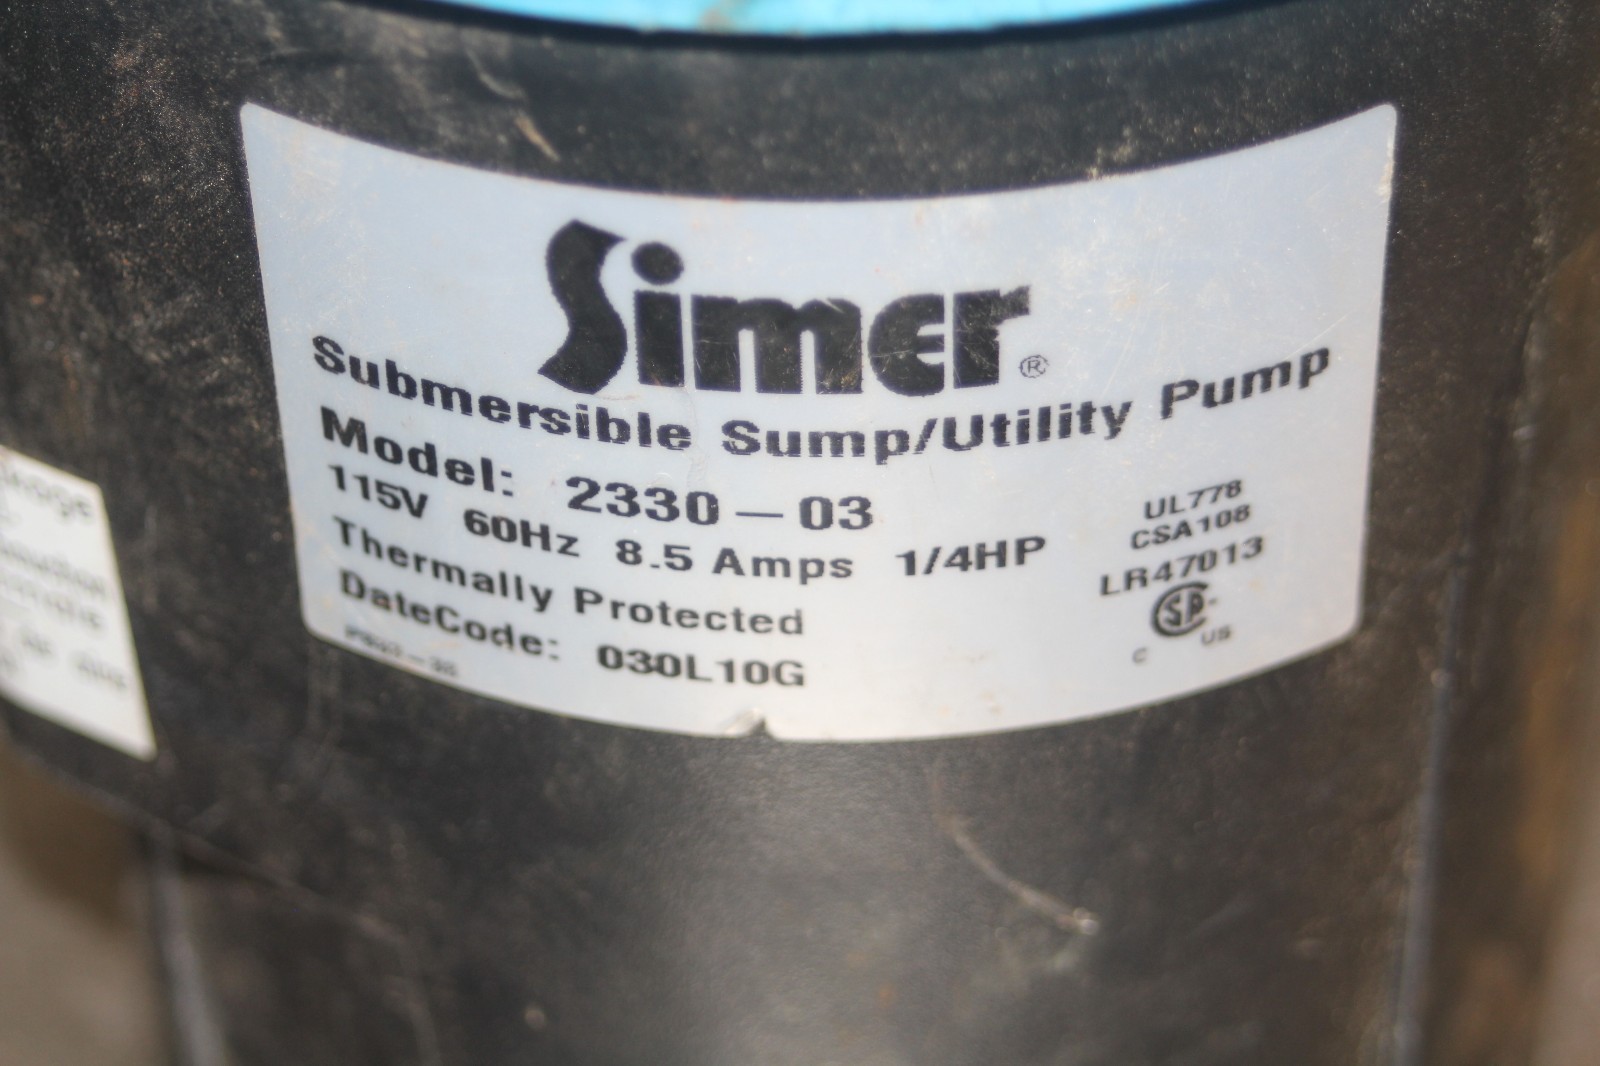 Simer®
Submersible Sump/Utility Pump
Model: 2330-03
115V 60Hz 8.5 Amps 1/4HP
Thermally Protected
DateCode: 030L10G
UL778
CSA108
LR47013
SP
C US